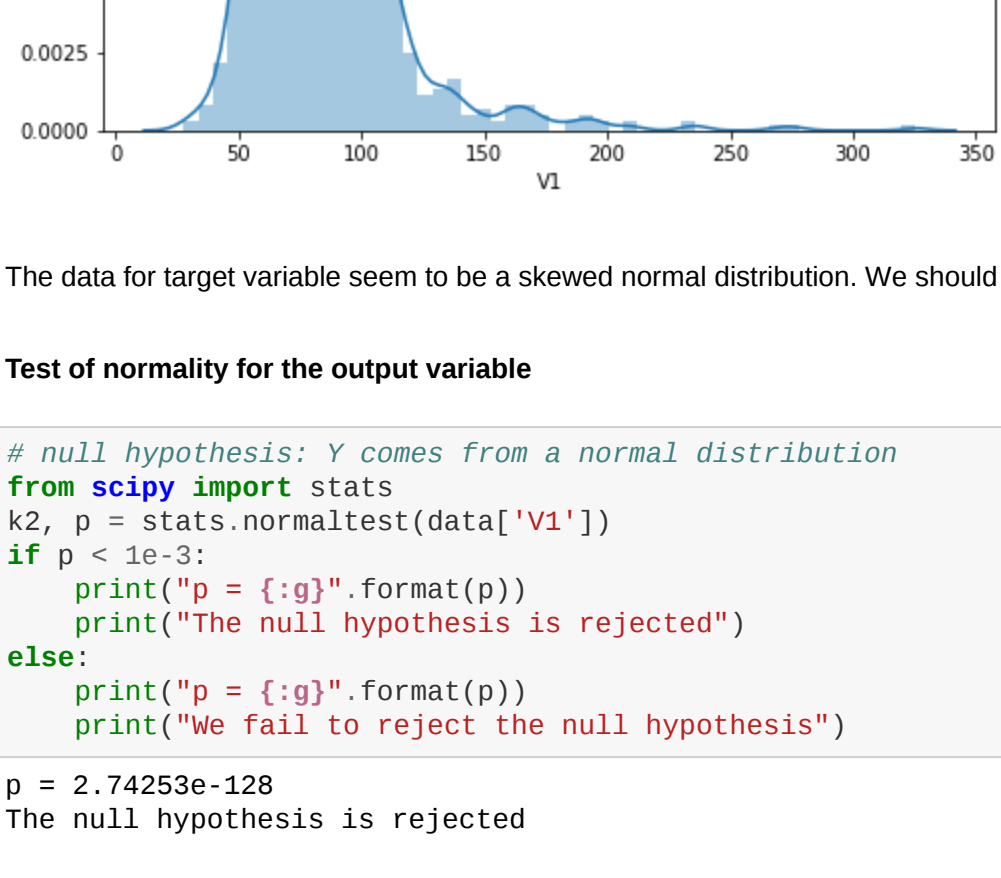 0.0025
0.0000
0 50 100 150 200 250 300 350
V1
The data for target variable seem to be a skewed normal distribution. We should
Test of normality for the output variable
# null hypothesis: Y comes from a normal distribution
from scipy import stats
k2, p = stats.normaltest(data['V1'])
if p < 1e-3:
    print("p = {:g}".format(p))
    print("The null hypothesis is rejected")
else:
    print("p = {:g}".format(p))
    print("We fail to reject the null hypothesis")
p = 2.74253e-128
The null hypothesis is rejected